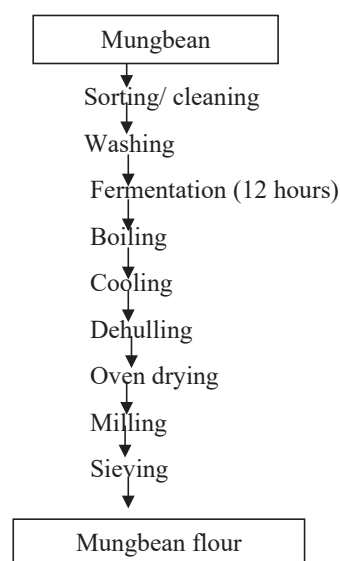 Mungbean
Sorting/ cleaning
Washing
Fermentation (12 hours)
Boiling
Cooling
Dehulling
Oven drying
Milling
Sieving
Mungbean flour